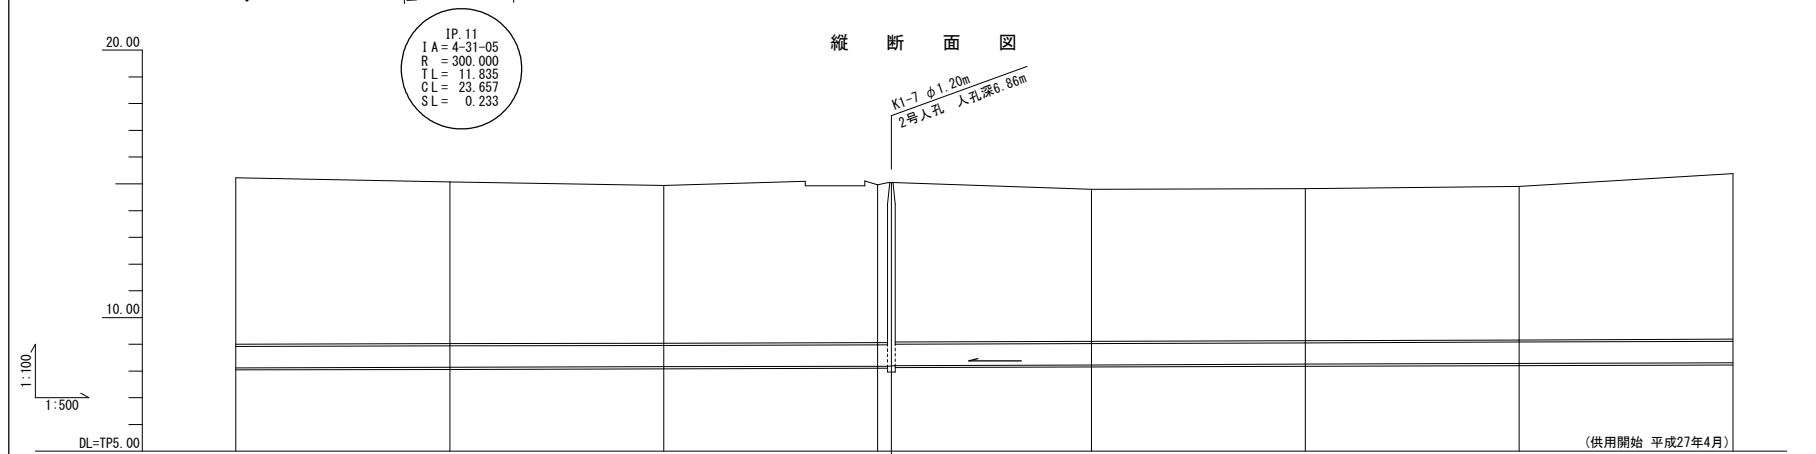 IP.11
IA= 4-31-05
R = 300.000
TL= 11.835
CL= 23.657
SL= 0.233
縦 断 面 図
20.00
K1-7 φ1.20m
2号人孔 人孔深6.86m
10.00
1:100
1:500
DL=TP5.00
(供用開始 平成27年4月)